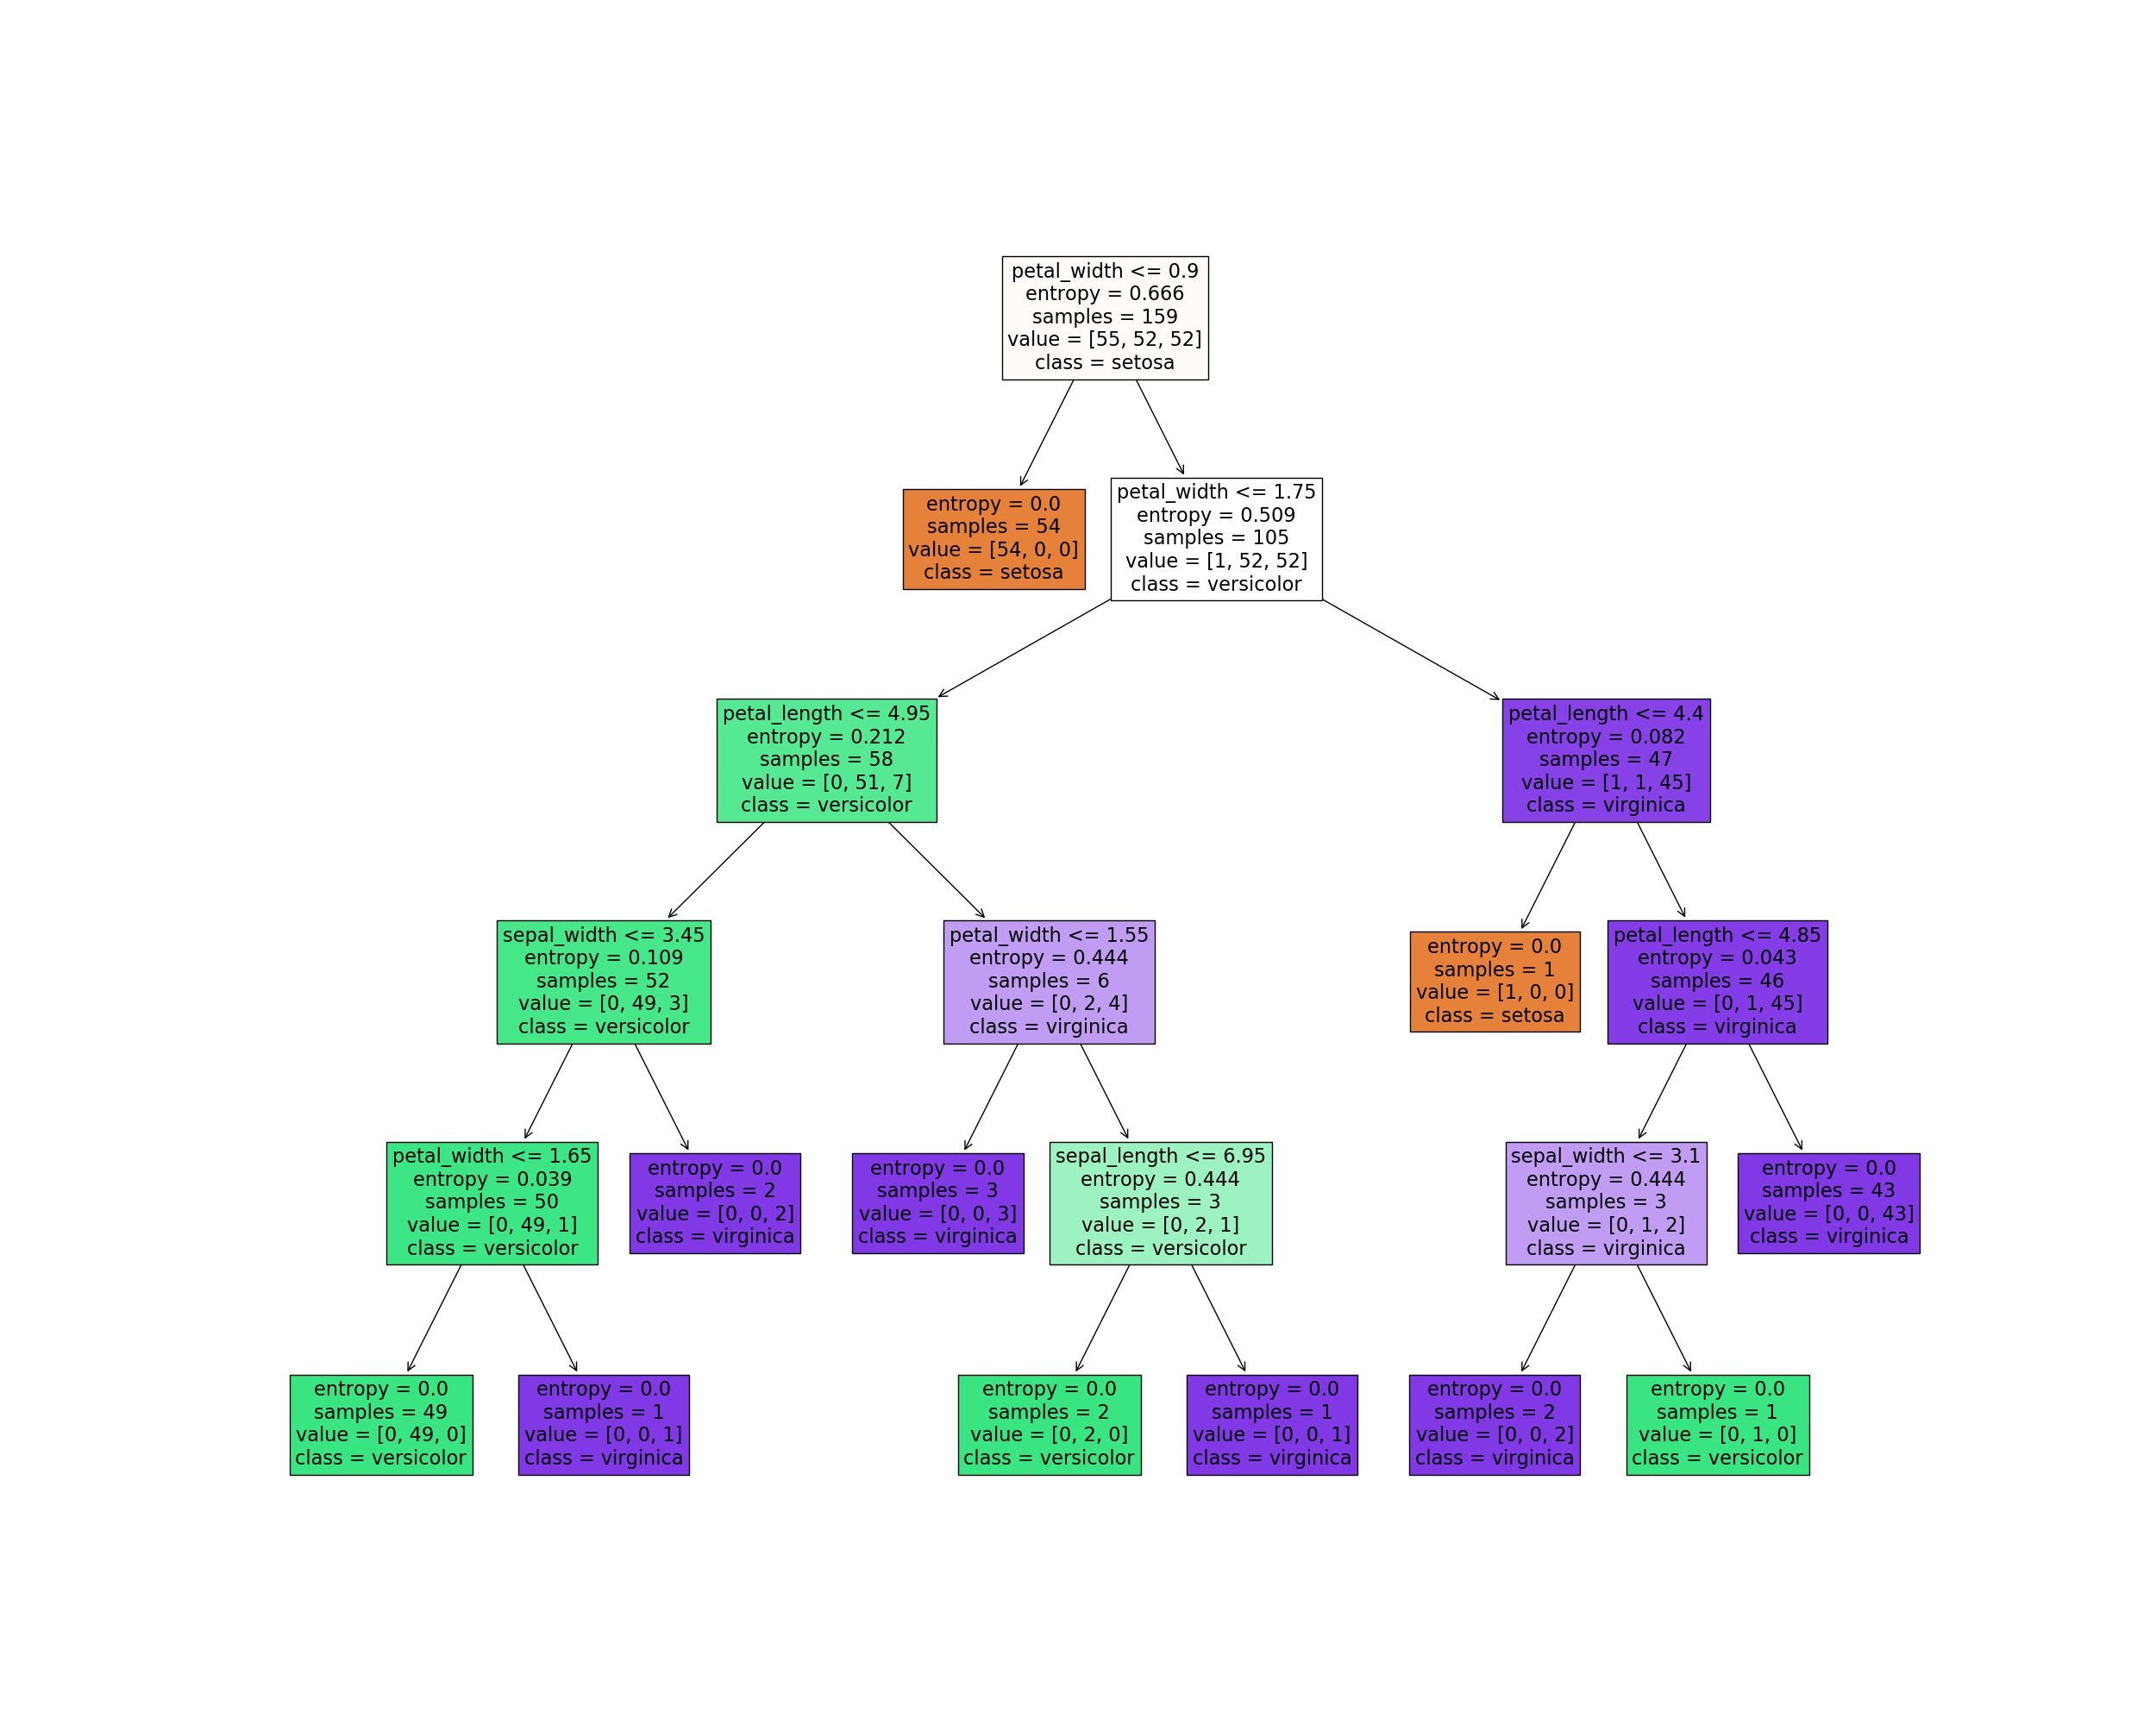 petal_width <= 0.9
entropy = 0.666
samples = 159
value = [55, 52, 52]
class = setosa
entropy = 0.0
samples = 54
value = [54, 0, 0]
class = setosa
petal_width <= 1.75
entropy = 0.509
samples = 105
value = [1, 52, 52]
class = versicolor
petal_length <= 4.95
entropy = 0.212
samples = 58
value = [0, 51, 7]
class = versicolor
petal_length <= 4.4
entropy = 0.082
samples = 47
value = [1, 1, 45]
class = virginica
sepal_width <= 3.45
entropy = 0.109
samples = 52
value = [0, 49, 3]
class = versicolor
petal_width <= 1.55
entropy = 0.444
samples = 6
value = [0, 2, 4]
class = virginica
entropy = 0.0
samples = 1
value = [1, 0, 0]
class = setosa
petal_length <= 4.85
entropy = 0.043
samples = 46
value = [0, 1, 45]
class = virginica
petal_width <= 1.65
entropy = 0.039
samples = 50
value = [0, 49, 1]
class = versicolor
entropy = 0.0
samples = 2
value = [0, 0, 2]
class = virginica
entropy = 0.0
samples = 3
value = [0, 0, 3]
class = virginica
sepal_length <= 6.95
entropy = 0.444
samples = 3
value = [0, 2, 1]
class = versicolor
sepal_width <= 3.1
entropy = 0.444
samples = 3
value = [0, 1, 2]
class = virginica
entropy = 0.0
samples = 43
value = [0, 0, 43]
class = virginica
entropy = 0.0
samples = 49
value = [0, 49, 0]
class = versicolor
entropy = 0.0
samples = 1
value = [0, 0, 1]
class = virginica
entropy = 0.0
samples = 2
value = [0, 2, 0]
class = versicolor
entropy = 0.0
samples = 1
value = [0, 0, 1]
class = virginica
entropy = 0.0
samples = 2
value = [0, 0, 2]
class = virginica
entropy = 0.0
samples = 1
value = [0, 1, 0]
class = versicolor